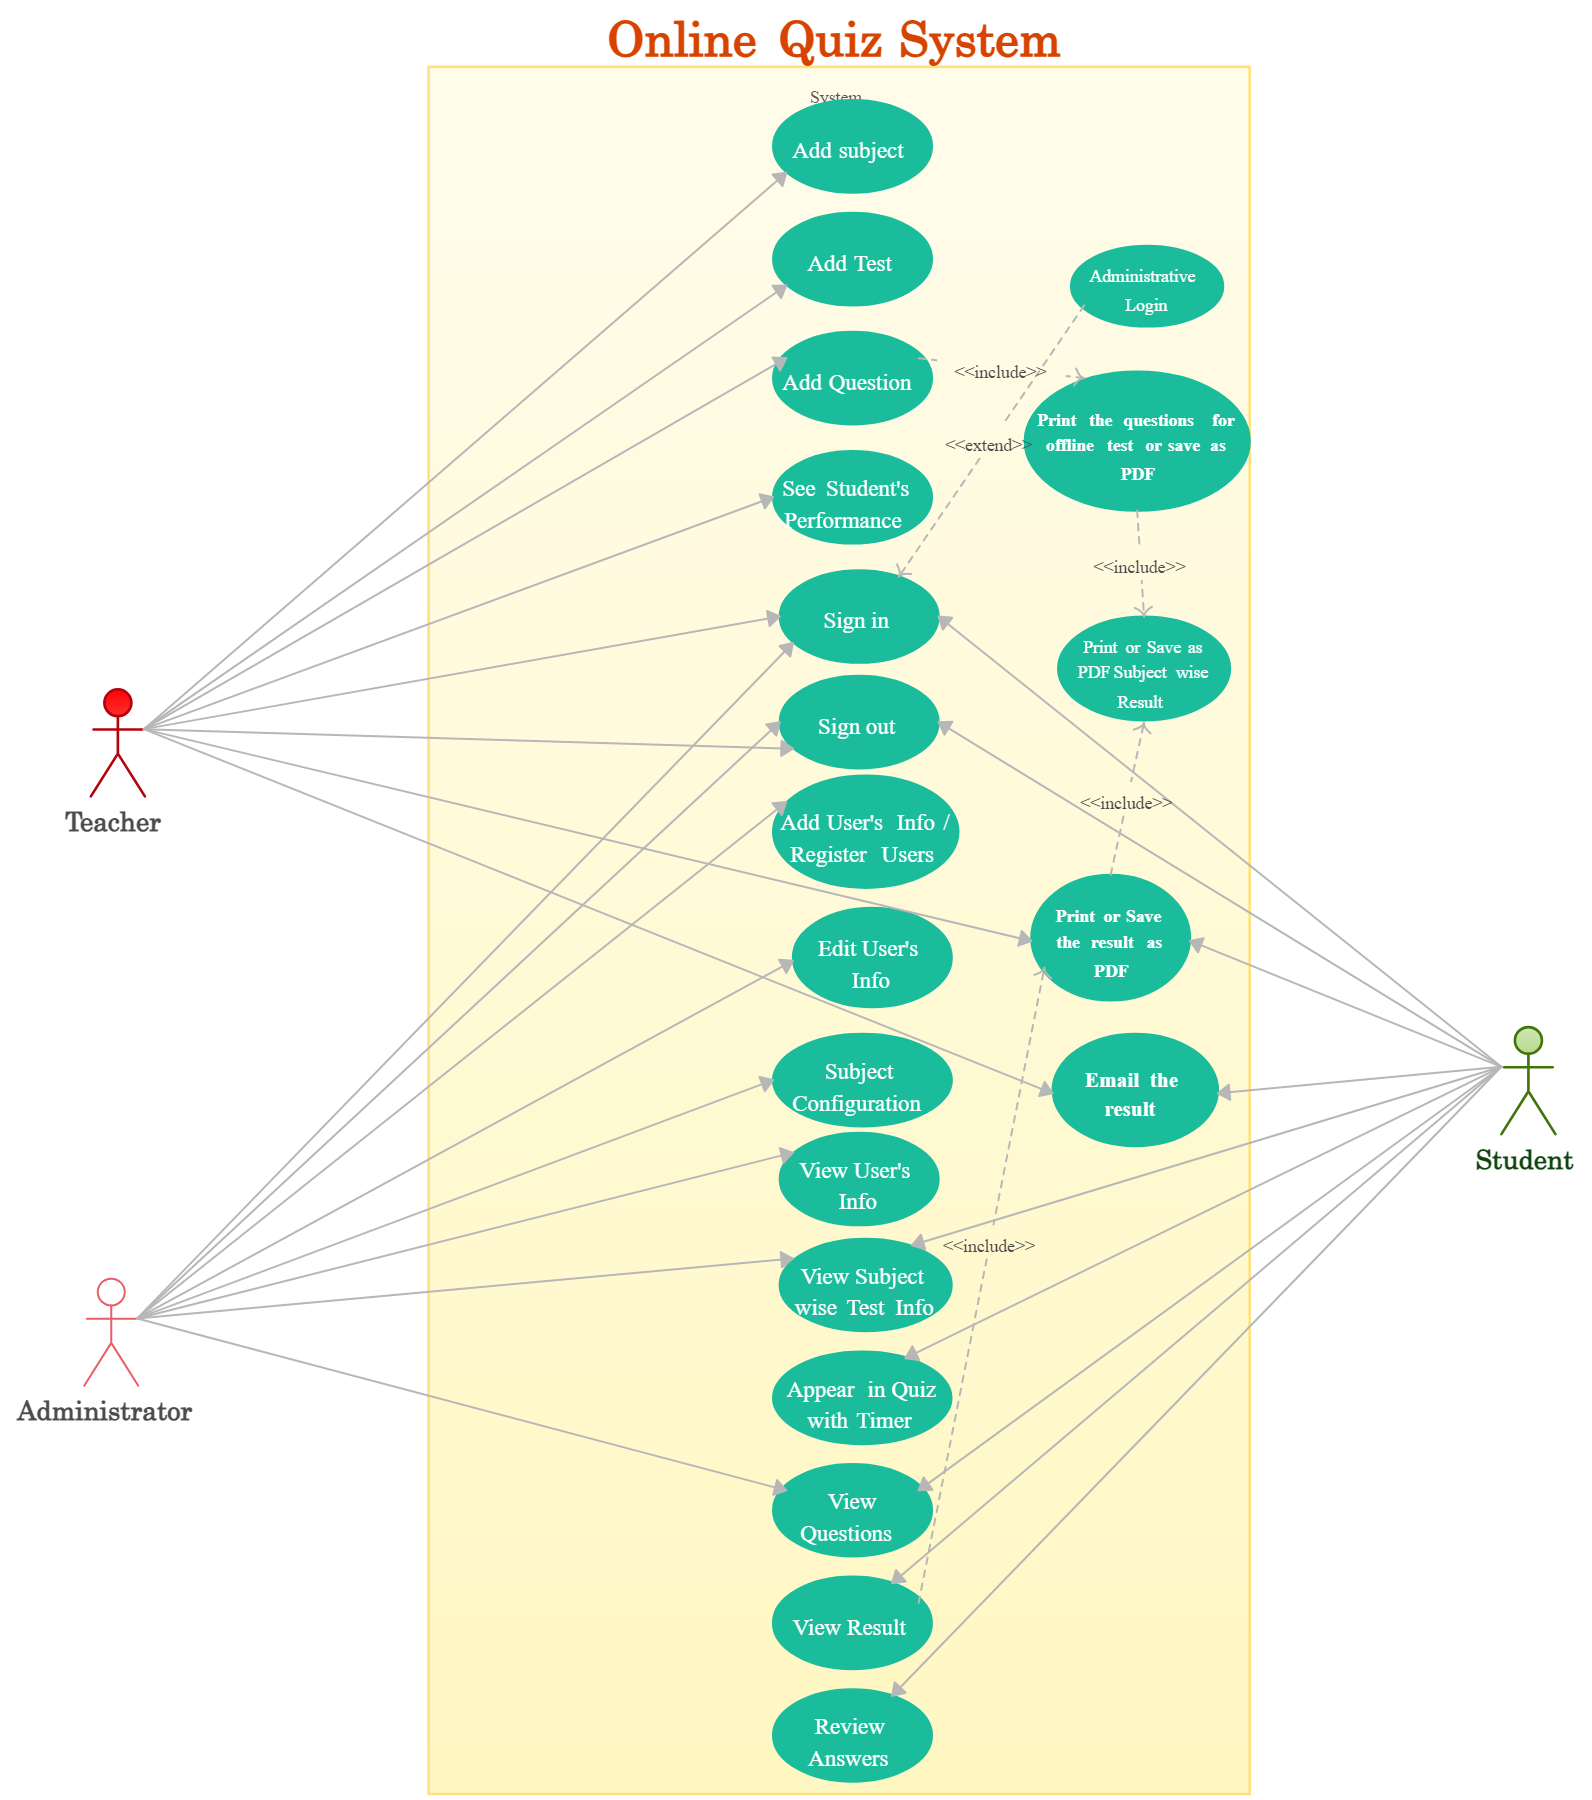 Online Quiz System
System
Add subject
Add Test
Administrative
Login
Add Question
<<include>>
Print the questions for
offline test or save as
PDF
<<extend>>
See Student's
Performance
<<include>>
Sign in
Print or Save as
PDF Subject wise
Result
Sign out
Teacher
<<include>>
Add User's Info /
Register Users
Print or Save
the result as
PDF
Edit User's
Info
Subject
Configuration
Email the
result
Student
View User's
Info
<<include>>
View Subject
wise Test Info
Administrator
Appear in Quiz
with Timer
View
Questions
View Result
Review
Answers